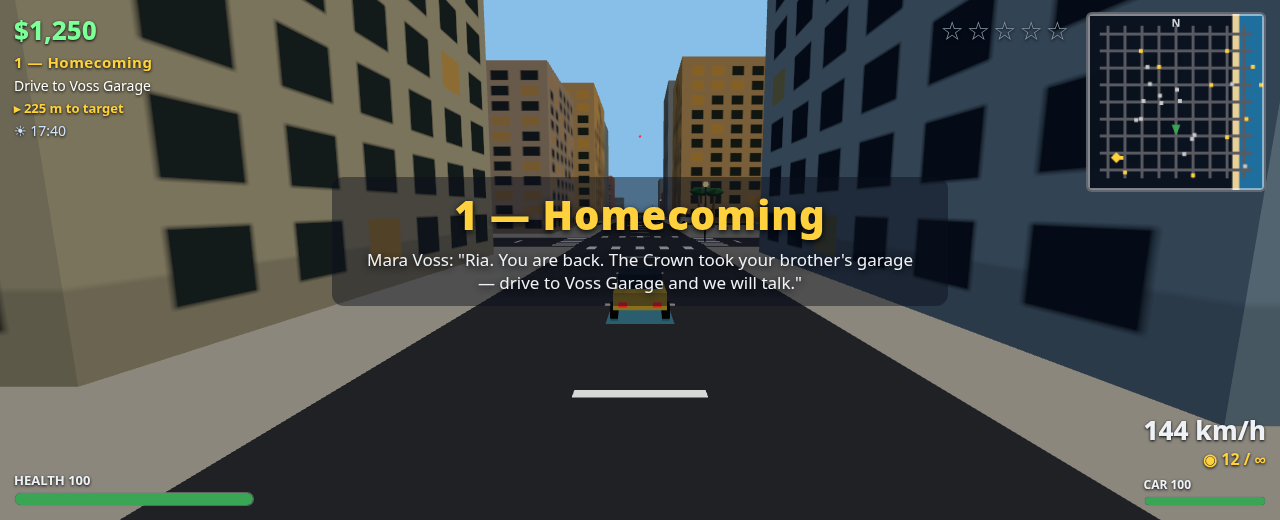 $1,250
1 — Homecoming
Drive to Voss Garage
▸ 225 m to target
☀ 17:40
☆ ☆ ☆ ☆ ☆
N
1 — Homecoming
Mara Voss: "Ria. You are back. The Crown took your brother's garage
— drive to Voss Garage and we will talk."
144 km/h
◉ 12 / ∞
HEALTH 100
CAR 100